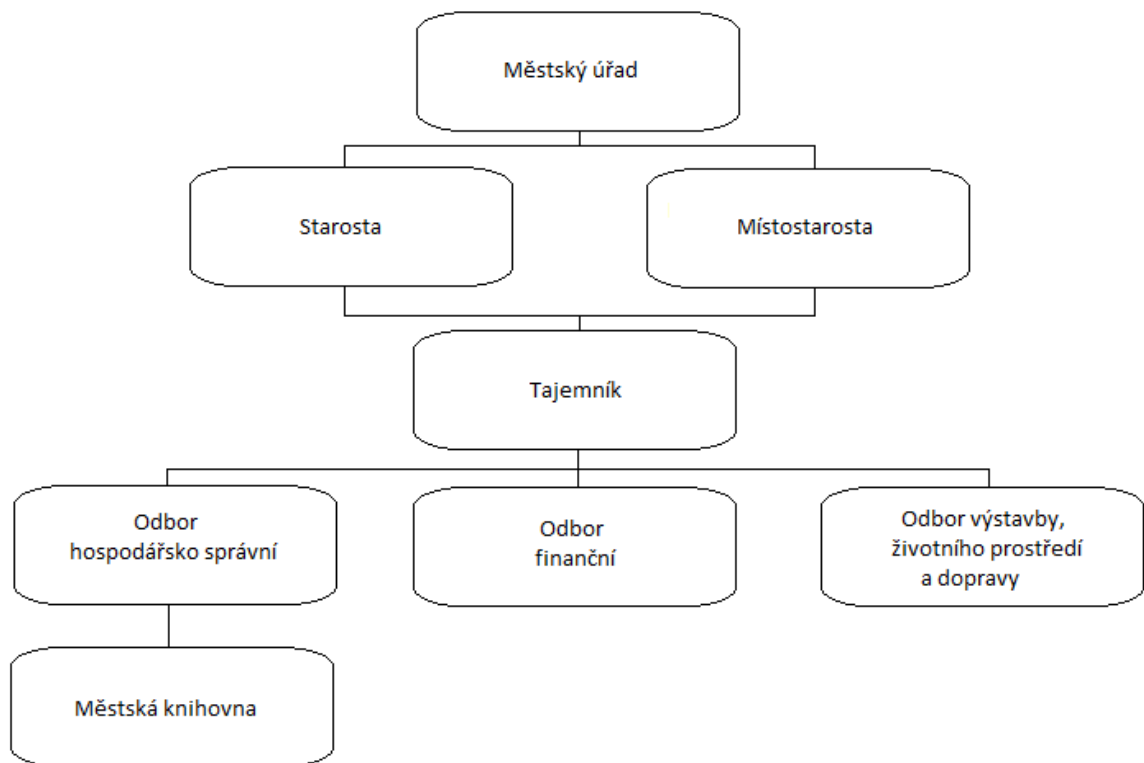 Městský úřad
Starosta
Místostarosta
Tajemník
Odbor
hospodářsko správní
Odbor
finanční
Odbor výstavby,
životního prostředí
a dopravy
Městská knihovna